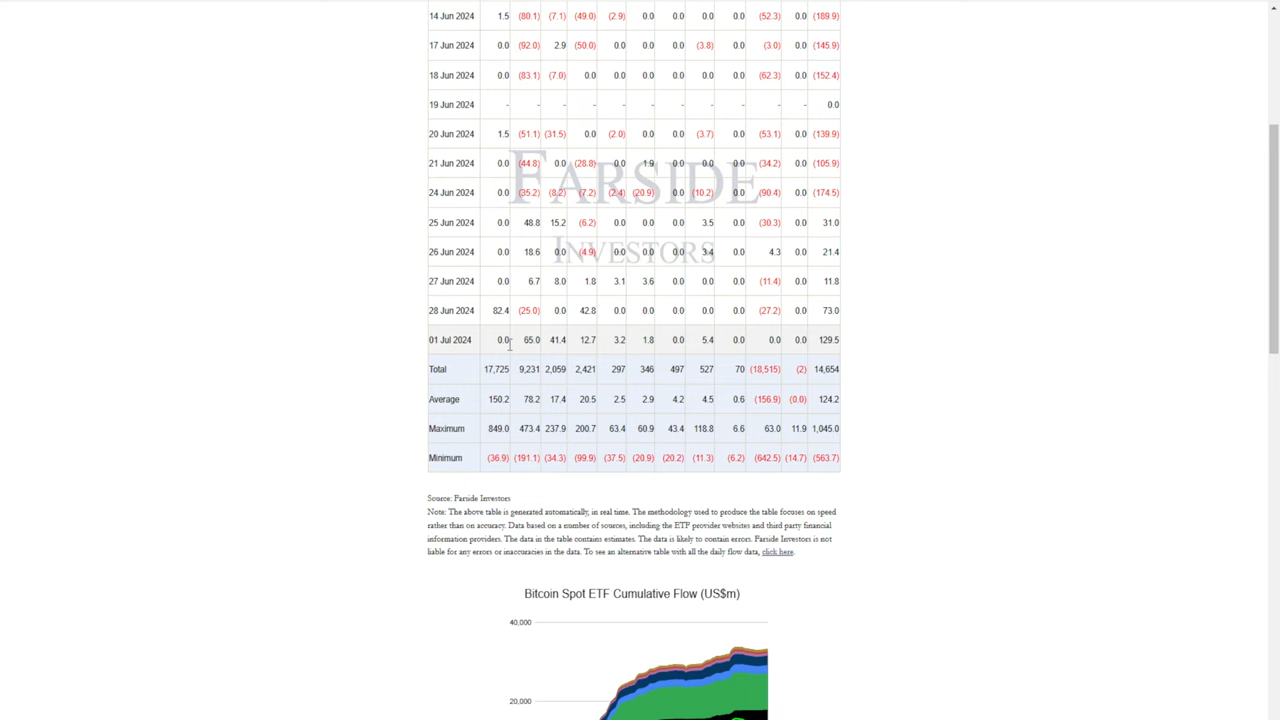 14 Jun 2024 1.5 (80.1) (7.1) (49.0) (2.9) 0.0 0.0 0.0 0.0 (52.3) 0.0 (189.9)
17 Jun 2024 0.0 (92.0) 2.9 (50.0) 0.0 0.0 0.0 (3.8) 0.0 (3.0) 0.0 (145.9)
18 Jun 2024 0.0 (83.1) (7.0) 0.0 0.0 0.0 0.0 0.0 0.0 (62.3) 0.0 (152.4)
19 Jun 2024 - - - - - - - - - - - 0.0
20 Jun 2024 1.5 (51.1) (31.5) 0.0 (2.0) 0.0 0.0 (3.7) 0.0 (53.1) 0.0 (139.9)
21 Jun 2024 0.0 (44.8) 0.0 (28.8) 0.0 1.9 0.0 0.0 0.0 (34.2) 0.0 (105.9)
FARSIDE
24 Jun 2024 0.0 (35.2) (8.2) (7.2) (2.4) (20.9) 0.0 (10.2) 0.0 (90.4) 0.0 (174.5)
25 Jun 2024 0.0 48.8 15.2 (6.2) 0.0 0.0 0.0 3.5 0.0 (30.3) 0.0 31.0
26 Jun 2024 0.0 18.6 0.0 (4.9) 0.0 0.0 0.0 3.4 0.0 4.3 0.0 21.4
INVESTORS
27 Jun 2024 0.0 6.7 8.0 1.8 3.1 3.6 0.0 0.0 0.0 (11.4) 0.0 11.8
28 Jun 2024 82.4 (25.0) 0.0 42.8 0.0 0.0 0.0 0.0 0.0 (27.2) 0.0 73.0
01 Jul 2024 0.0 65.0 41.4 12.7 3.2 1.8 0.0 5.4 0.0 0.0 0.0 129.5
Total 17,725 9,231 2,059 2,421 297 346 497 527 70 (18,515) (2) 14,654
Average 150.2 78.2 17.4 20.5 2.5 2.9 4.2 4.5 0.6 (156.9) (0.0) 124.2
Maximum 849.0 473.4 237.9 200.7 63.4 60.9 43.4 118.8 6.6 63.0 11.9 1,045.0
Minimum (36.9) (191.1) (34.3) (99.9) (37.5) (20.9) (20.2) (11.3) (6.2) (642.5) (14.7) (563.7)
Source: Farside Investors
Note: The above table is generated automatically, in real time. The methodology used to produce the table focuses on speed
rather than on accuracy. Data based on a number of sources, including the ETF provider websites and third party financial
information providers. The data in the table contains estimates. The data is likely to contain errors. Farside Investors is not
liable for any errors or inaccuracies in the data. To see an alternative table with all the daily flow data, click here.
Bitcoin Spot ETF Cumulative Flow (US$m)
40,000
20,000